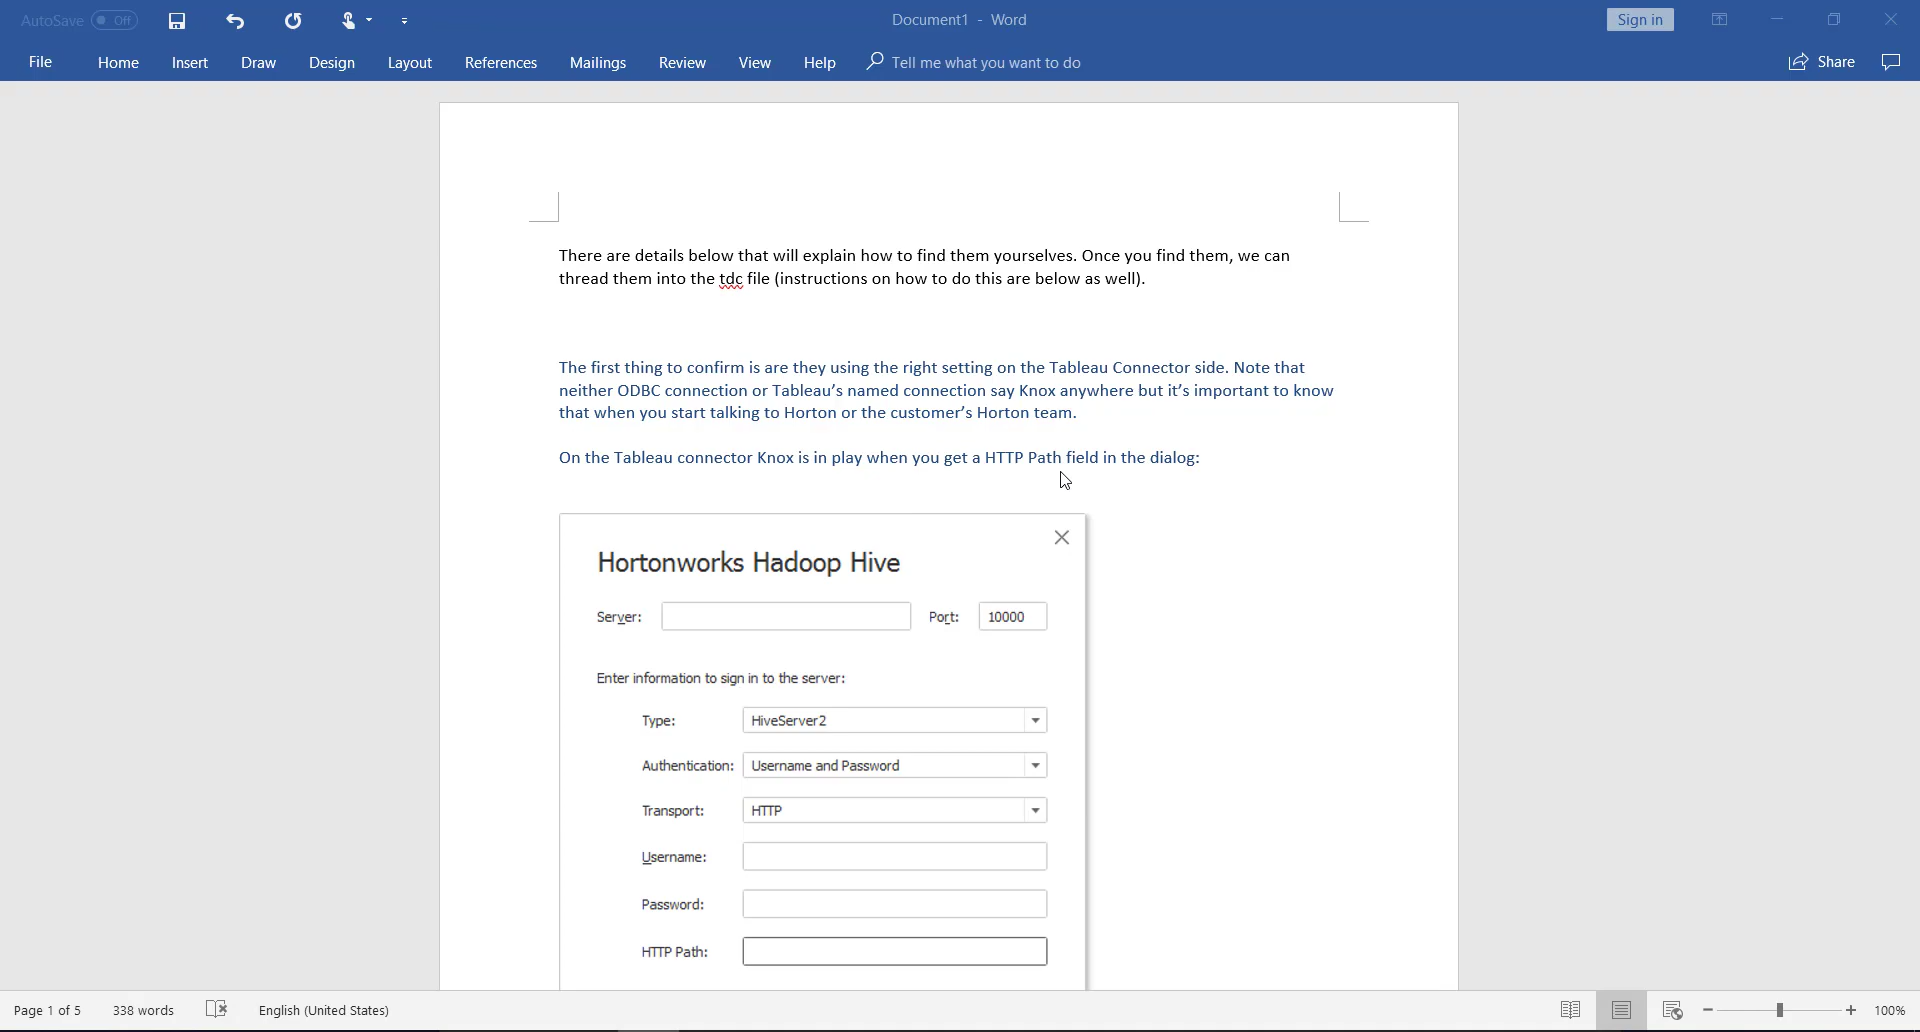 AutoSave Off
Document1 - Word
Sign in
File Home Insert Draw Design Layout References Mailings Review View Help Tell me what you want to do Share
There are details below that will explain how to find them yourselves. Once you find them, we can
thread them into the tdc file (instructions on how to do this are below as well).
The first thing to confirm is are they using the right setting on the Tableau Connector side. Note that
neither ODBC connection or Tableau’s named connection say Knox anywhere but it’s important to know
that when you start talking to Horton or the customer’s Horton team.
On the Tableau connector Knox is in play when you get a HTTP Path field in the dialog:
Hortonworks Hadoop Hive
Server: Port: 10000
Enter information to sign in to the server:
Type: HiveServer2
Authentication: Username and Password
Transport: HTTP
Username:
Password:
HTTP Path:
Page 1 of 5 338 words English (United States) 100%